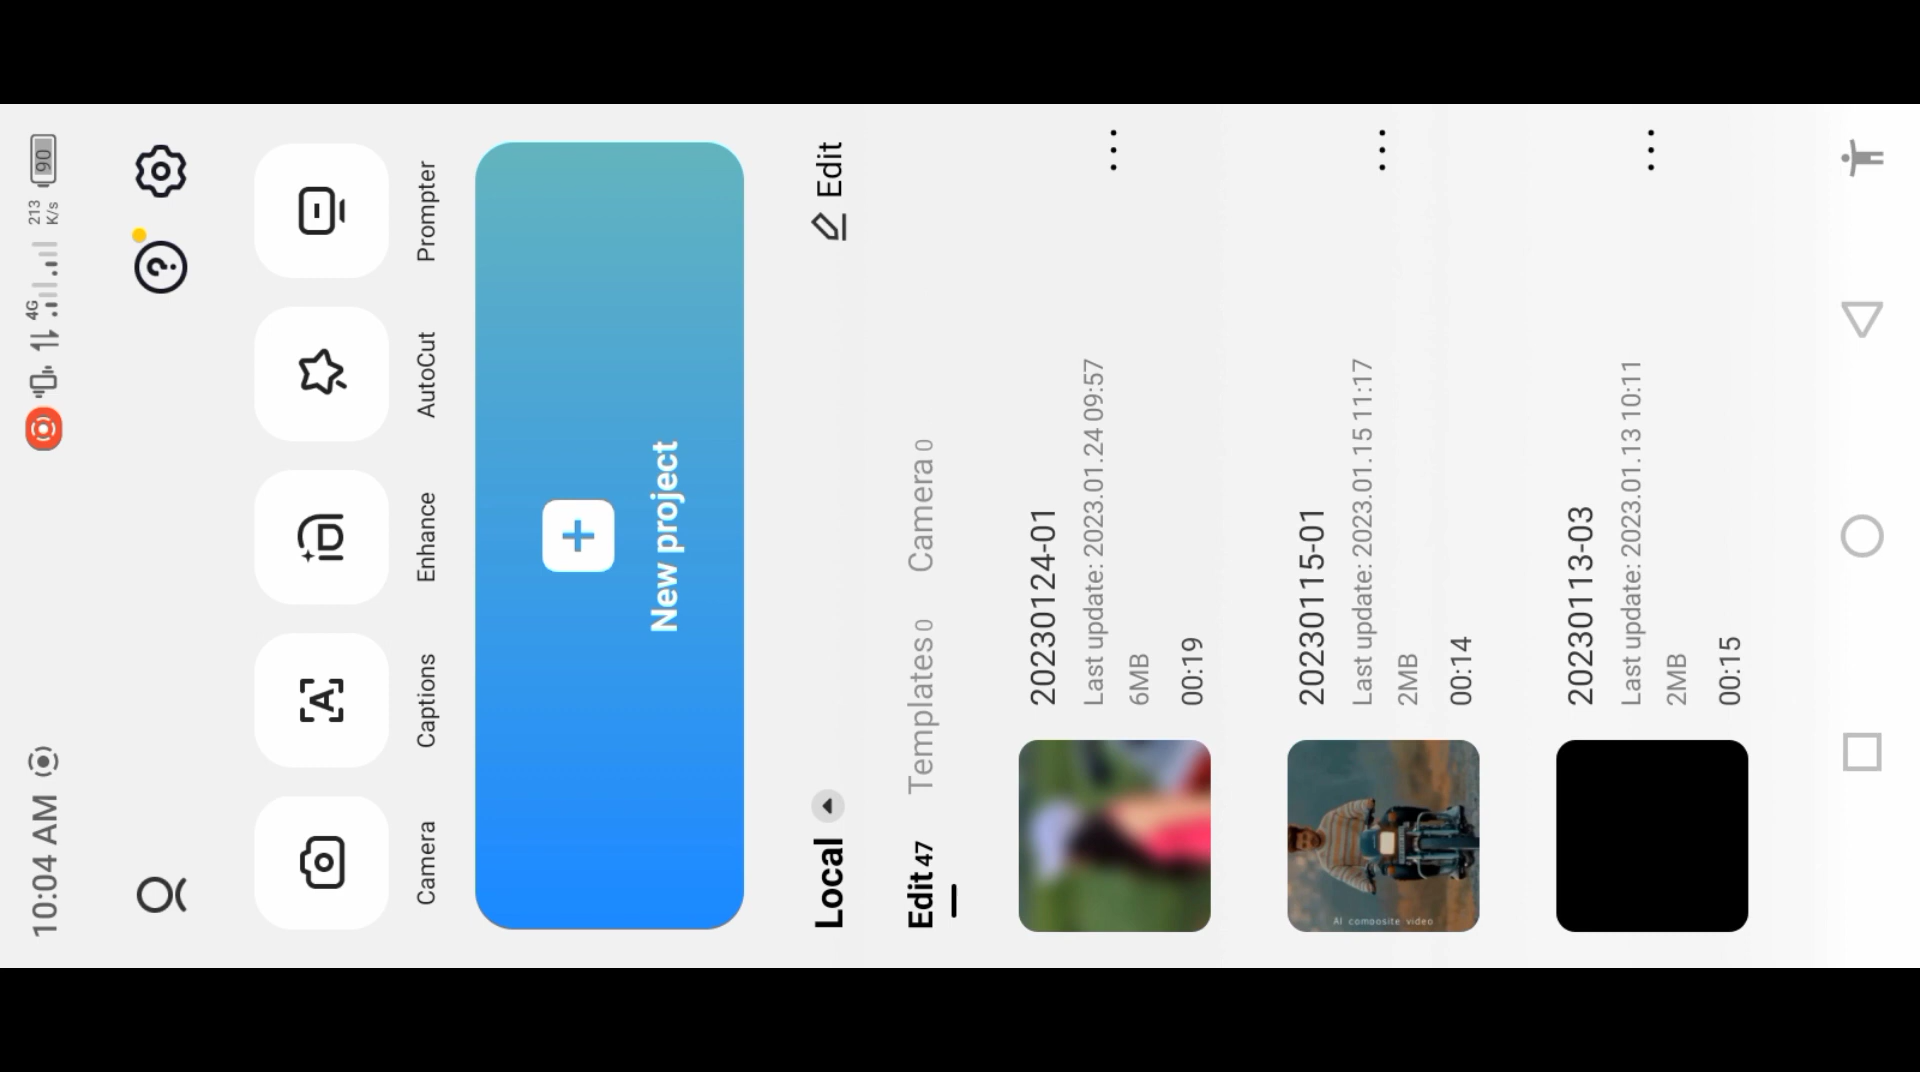 10:04 AM 4G 213 K/s 90
Camera Captions Enhance AutoCut Prompter
New project
Local Edit
Edit 47 Templates 0 Camera 0
20230124-01
Last update: 2023.01.24 09:57
6MB
00:19
20230115-01
Last update: 2023.01.15 11:17
2MB
00:14
AI composite video
20230113-03
Last update: 2023.01.13 10:11
2MB
00:15